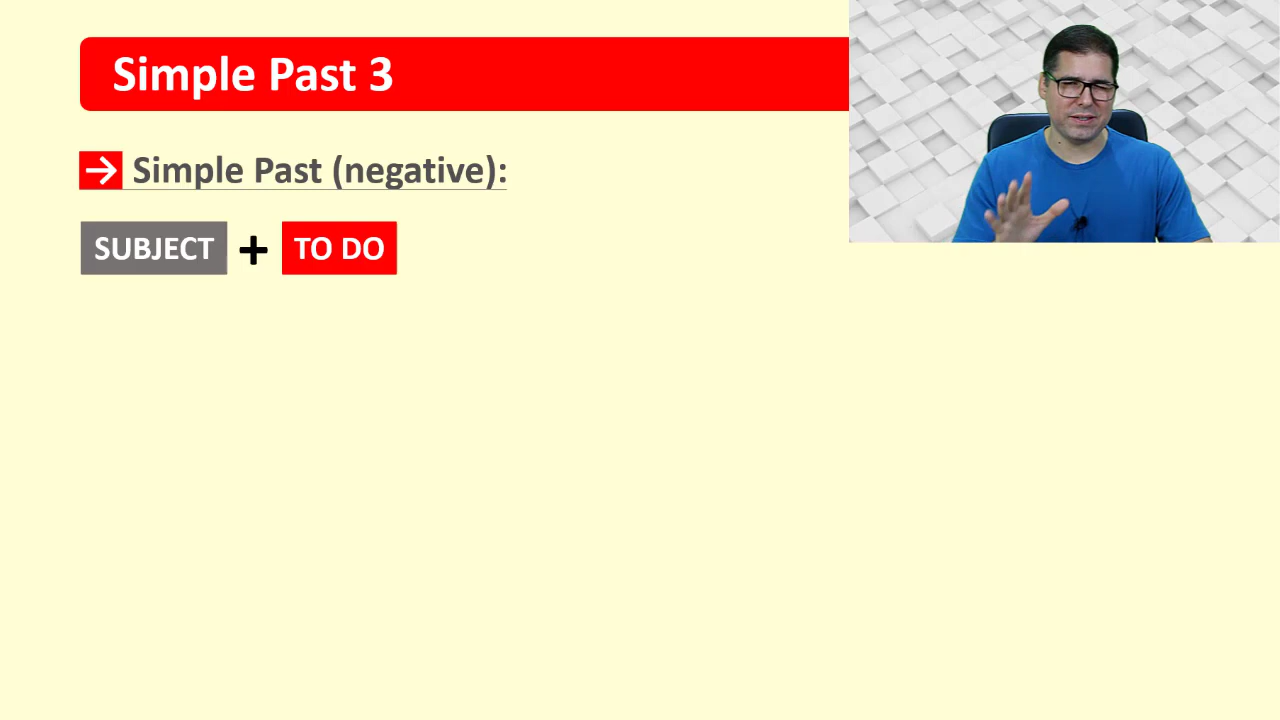 Simple Past 3
→ Simple Past (negative):
SUBJECT + TO DO